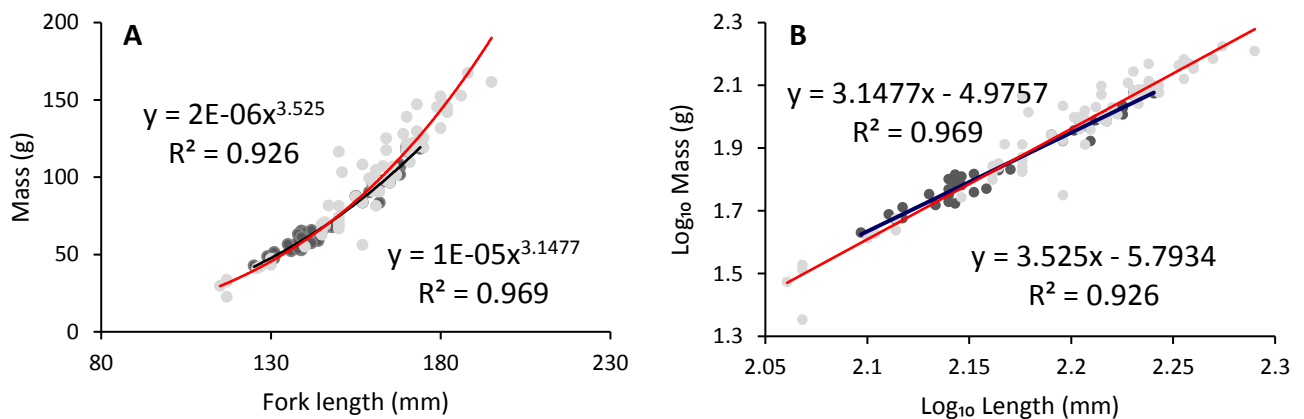 A
200
150
100
50
0
Mass (g)
y = 2E-06x^3.525
R² = 0.926
y = 1E-05x^3.1477
R² = 0.969
80 130 180 230
Fork length (mm)
B
2.3
2.1
1.9
1.7
1.5
1.3
Log₁₀ Mass (g)
y = 3.1477x - 4.9757
R² = 0.969
y = 3.525x - 5.7934
R² = 0.926
2.05 2.1 2.15 2.2 2.25 2.3
Log₁₀ Length (mm)